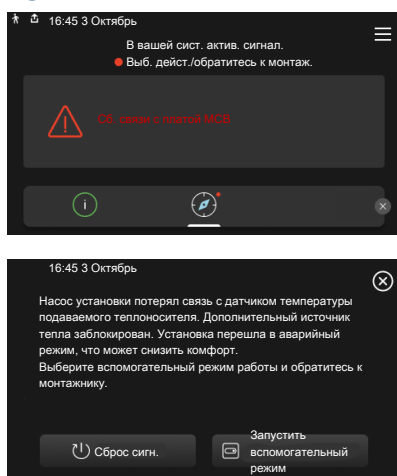 16:45 3 Октябрь
В вашей сист. актив. сигнал.
Выб. дейст./обратитесь к монтаж.
Об. связи с платой MCB
i
16:45 3 Октябрь
Насос установки потерял связь с датчиком температуры
подаваемого теплоносителя. Дополнительный источник
тепла заблокирован. Установка перешла в аварийный
режим, что может снизить комфорт.
Выберите вспомогательный режим работы и обратитесь к
монтажнику.
Сброс сигн.
Запустить
вспомогательный
режим